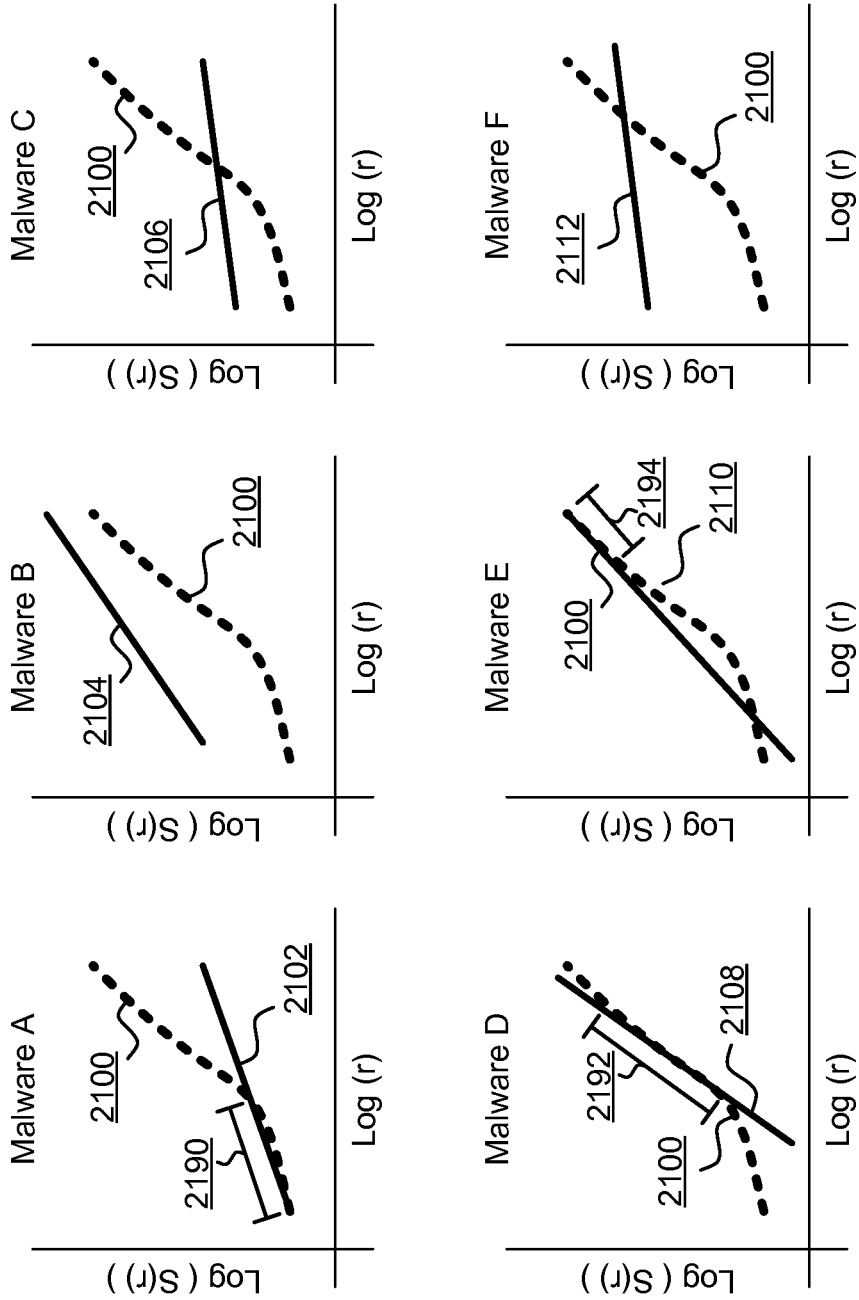 Malware A
Log ( S(r) )
2100
2190
2102
Log (r)
Malware B
Log ( S(r) )
2104
2100
Log (r)
Malware C
Log ( S(r) )
2100
2106
Log (r)
Malware D
Log ( S(r) )
2192
2100
2108
Log (r)
Malware E
Log ( S(r) )
2100
2194
2110
Log (r)
Malware F
Log ( S(r) )
2112
2100
Log (r)